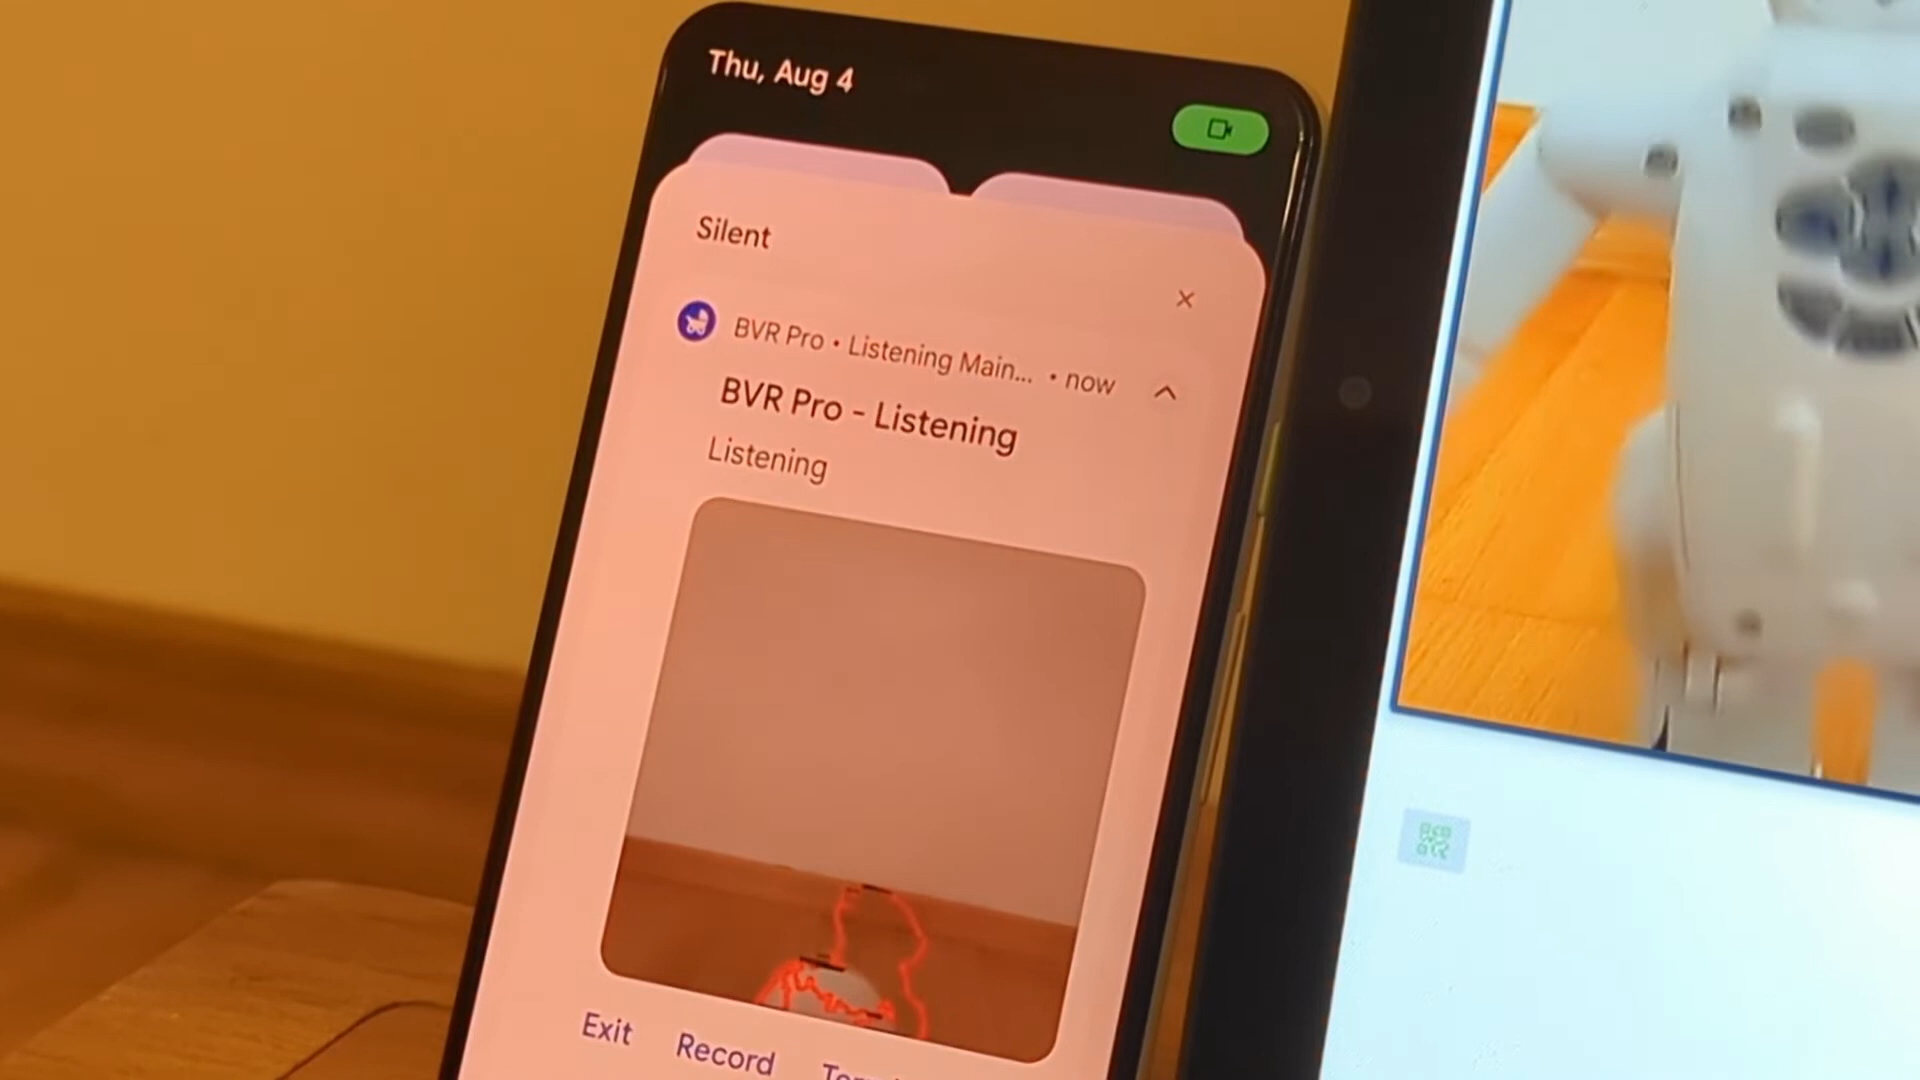 Thu, Aug 4
Silent
BVR Pro • Listening Main... • now
BVR Pro - Listening
Listening
Exit Record